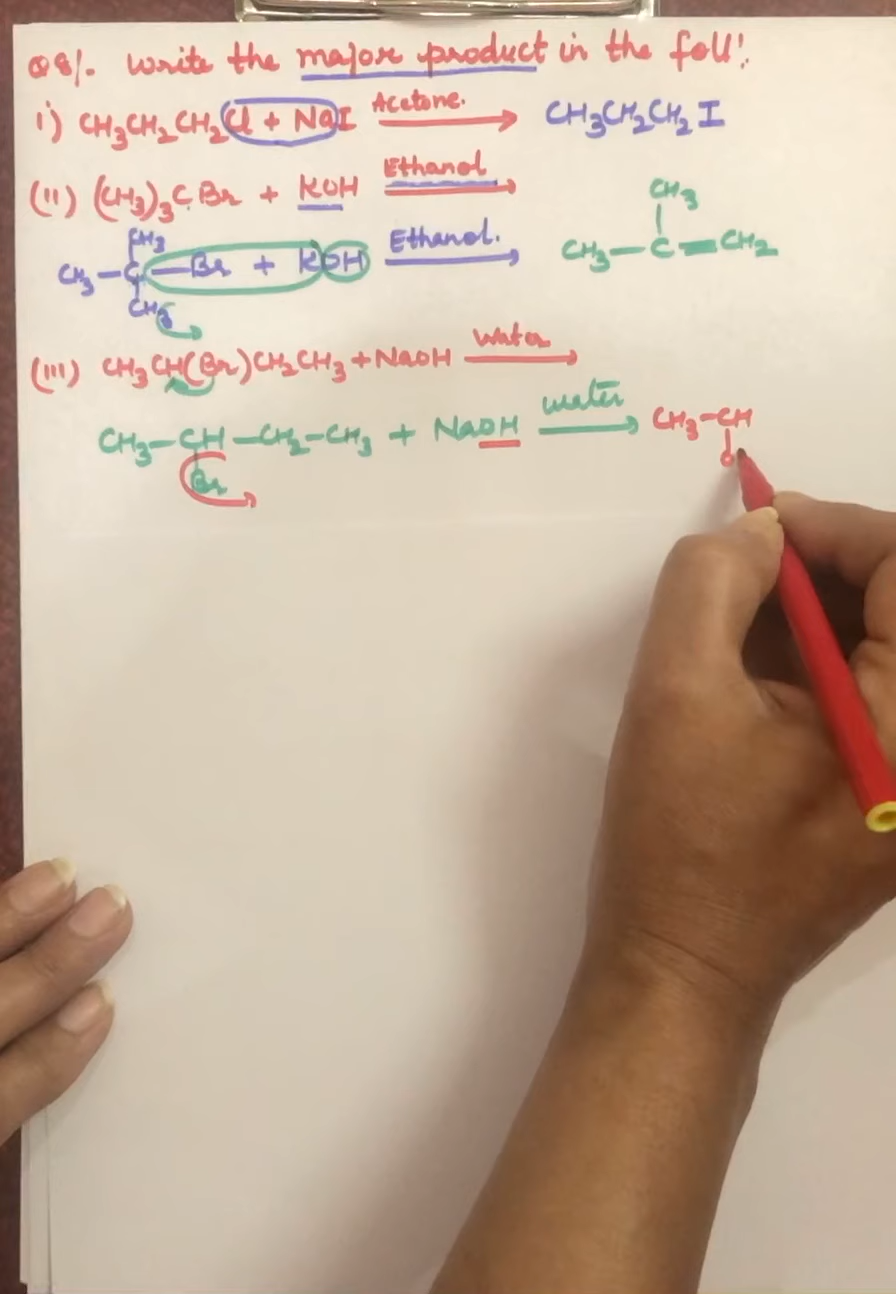 Q8/. Write the major product in the foll!.
i) CH₃CH₂CH₂Cl + NaI Acetone. → CH₃CH₂CH₂I
(ii) (CH₃)₃CBr + KOH Ethanol →
CH₃
CH₃
CH₃—C—Br + KOH Ethanol. → CH₃—C=CH₂
CH₃
(iii) CH₃CH(Br)CH₂CH₃ + NaOH Water →
CH₃—CH—CH₂—CH₃ + NaOH water → CH₃—CH
Br